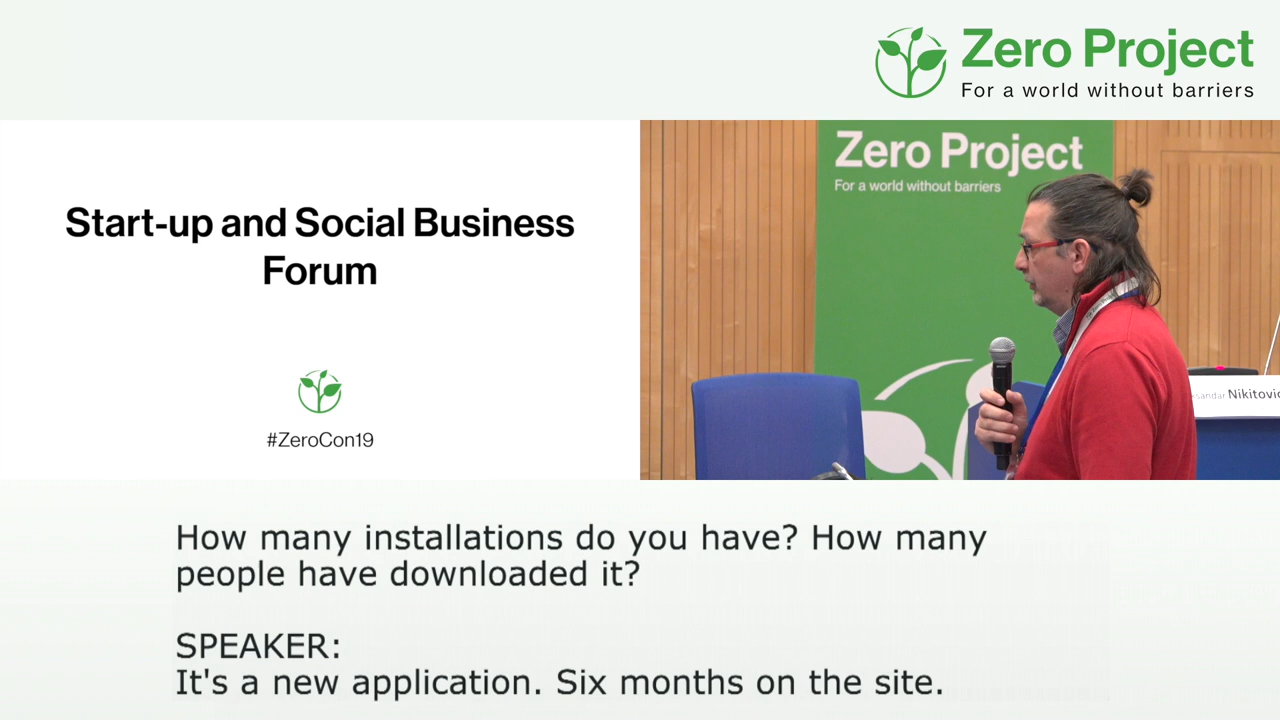 Zero Project
For a world without barriers
Start-up and Social Business
Forum
#ZeroCon19
Zero Project
For a world without barriers
Nikitovic
How many installations do you have? How many
people have downloaded it?
SPEAKER:
It's a new application. Six months on the site.